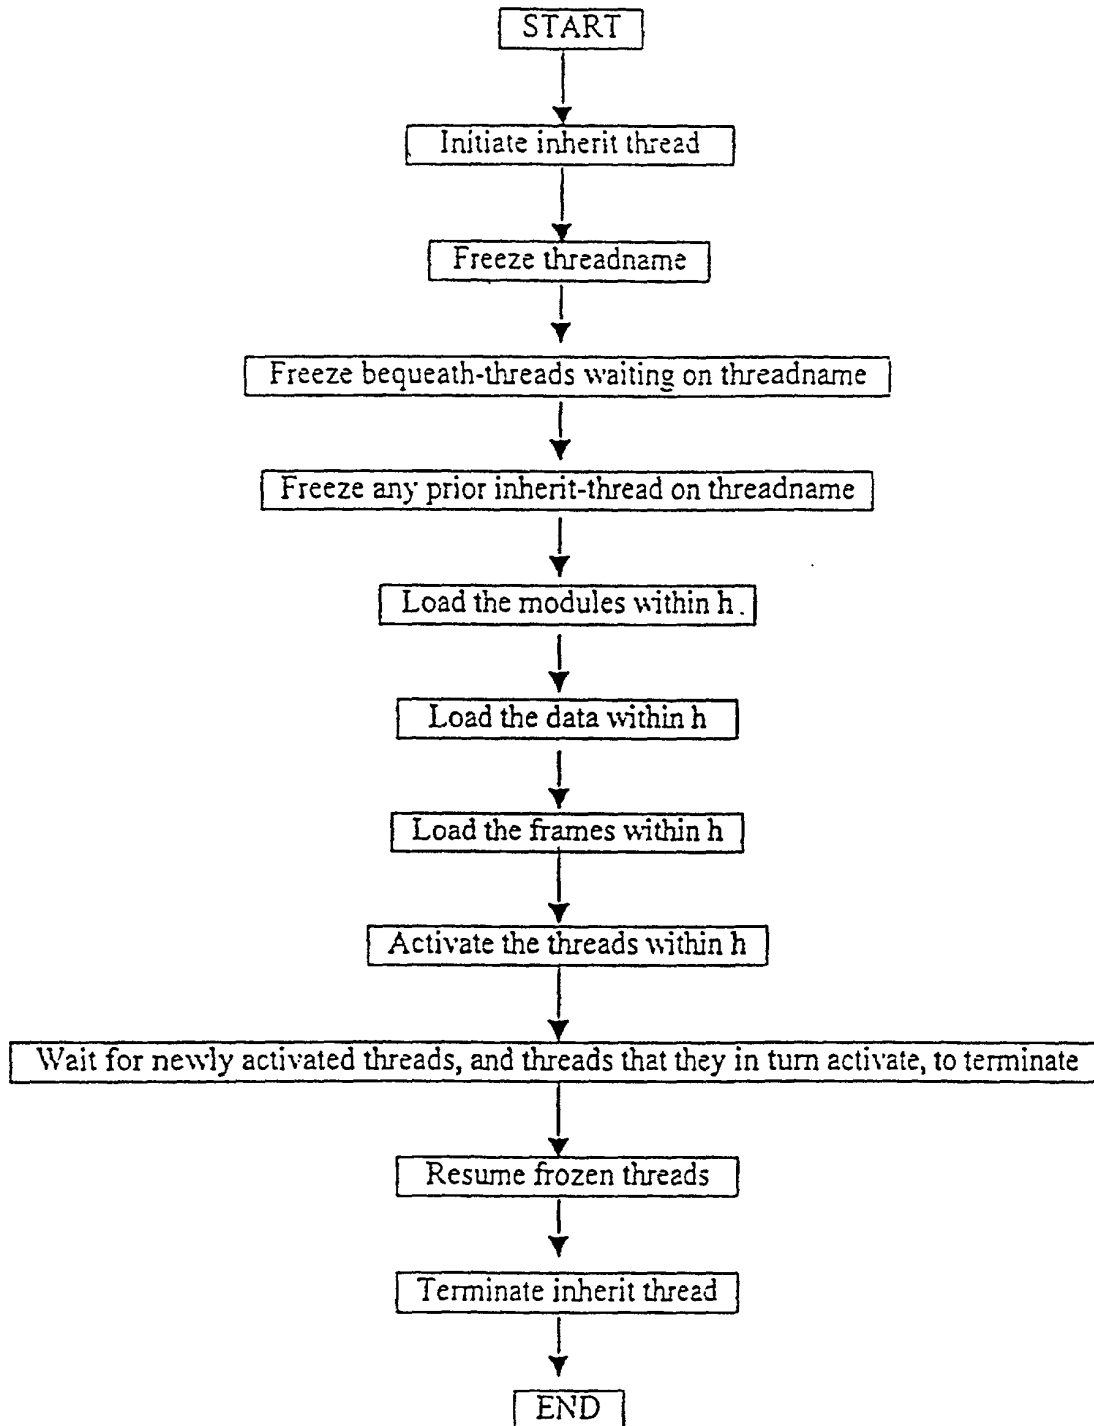 START
Initiate inherit thread
Freeze threadname
Freeze bequeath-threads waiting on threadname
Freeze any prior inherit-thread on threadname
Load the modules within h.
Load the data within h
Load the frames within h
Activate the threads within h
Wait for newly activated threads, and threads that they in turn activate, to terminate
Resume frozen threads
Terminate inherit thread
END